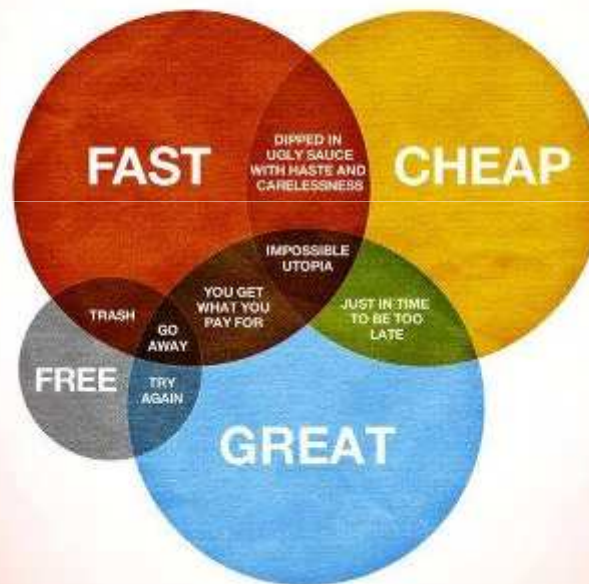 DIPPED IN
UGLY SAUCE
WITH HASTE AND
CARELESSNESS
FAST
CHEAP
IMPOSSIBLE
UTOPIA
YOU GET
WHAT YOU
PAY FOR
JUST IN TIME
TO BE TOO
LATE
TRASH
GO
AWAY
FREE
TRY
AGAIN
GREAT